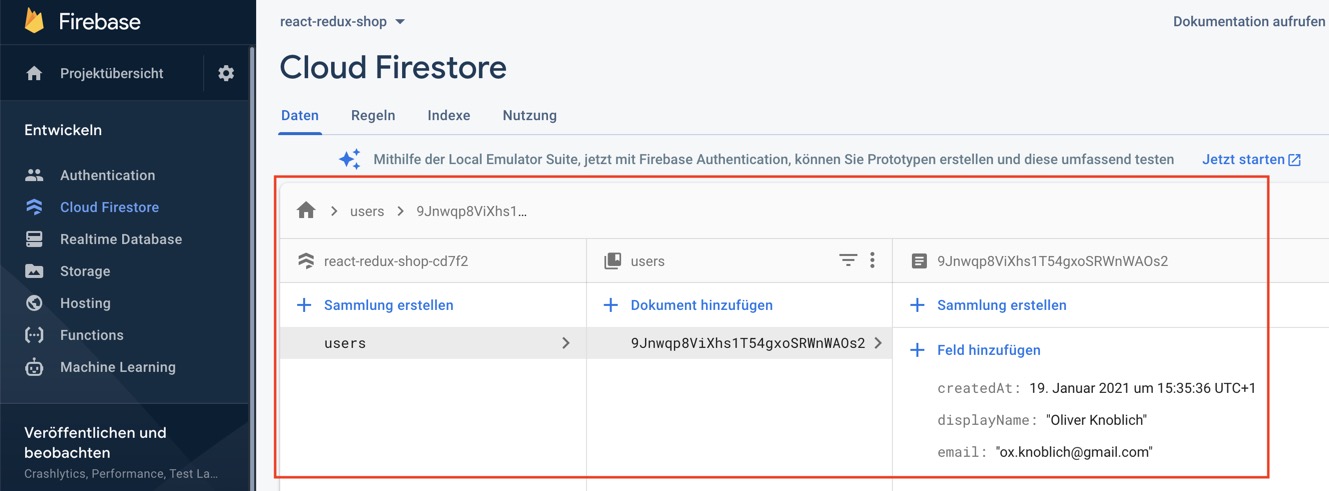 Firebase
Projektübersicht
Entwickeln
Authentication
Cloud Firestore
Realtime Database
Storage
Hosting
Functions
Machine Learning
Veröffentlichen und
beobachten
Crashlytics, Performance, Test La...
react-redux-shop
Dokumentation aufrufen
Cloud Firestore
Daten Regeln Indexe Nutzung
Mithilfe der Local Emulator Suite, jetzt mit Firebase Authentication, können Sie Prototypen erstellen und diese umfassend testen Jetzt starten
users 9Jnwqp8ViXhs1...
react-redux-shop-cd7f2
Sammlung erstellen
users
users
Dokument hinzufügen
9Jnwqp8ViXhs1T54gxoSRWnWAOs2
9Jnwqp8ViXhs1T54gxoSRWnWAOs2
Sammlung erstellen
Feld hinzufügen
createdAt: 19. Januar 2021 um 15:35:36 UTC+1
displayName: "Oliver Knoblich"
email: "ox.knoblich@gmail.com"